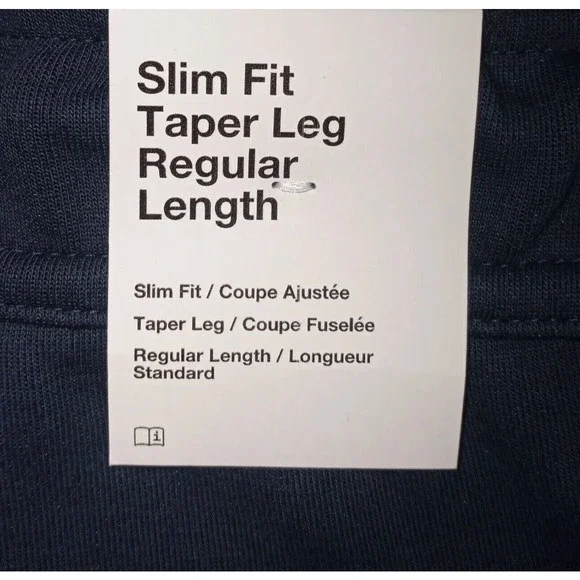 Slim Fit
Taper Leg
Regular
Length
Slim Fit / Coupe Ajustée
Taper Leg / Coupe Fuselée
Regular Length / Longueur
Standard
i